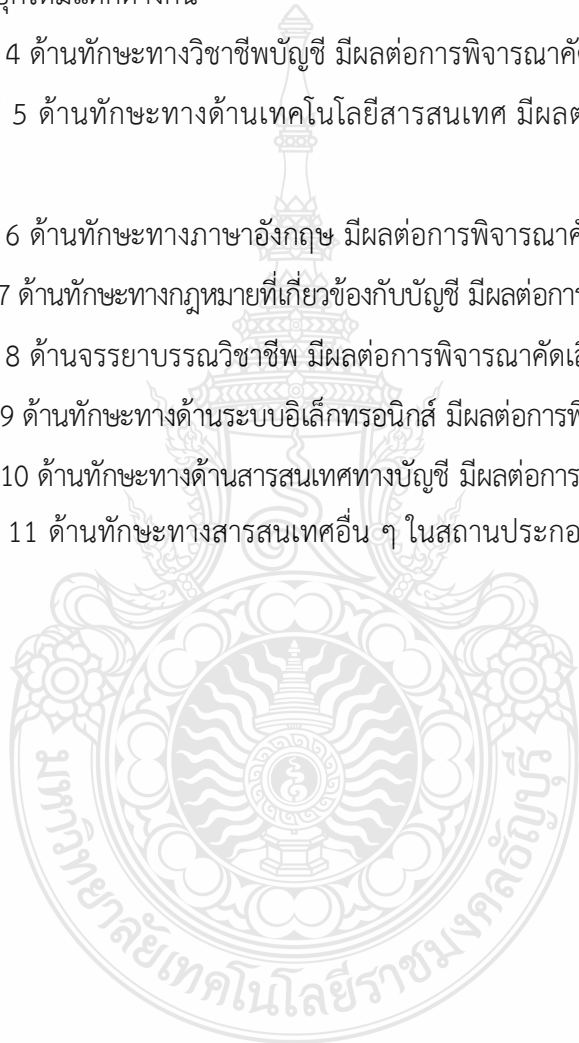 4 ด้านทักษะทางวิชาชีพบัญชี มีผลต่อการพิจารณาคั
5 ด้านทักษะทางด้านเทคโนโลยีสารสนเทศ มีผลต
6 ด้านทักษะทางภาษาอังกฤษ มีผลต่อการพิจารณาคั
7 ด้านทักษะทางกฎหมายที่เกี่ยวข้องกับบัญชี มีผลต่อการ
8 ด้านจรรยาบรรณวิชาชีพ มีผลต่อการพิจารณาคัดเลื
9 ด้านทักษะทางด้านระบบอิเล็กทรอนิกส์ มีผลต่อการพิ
10 ด้านทักษะทางด้านสารสนเทศทางบัญชี มีผลต่อการ
11 ด้านทักษะทางสารสนเทศอื่น ๆ ในสถานประกอ
มหาวิทยาลัยเทคโนโลยีราชมงคลธัญบุรี